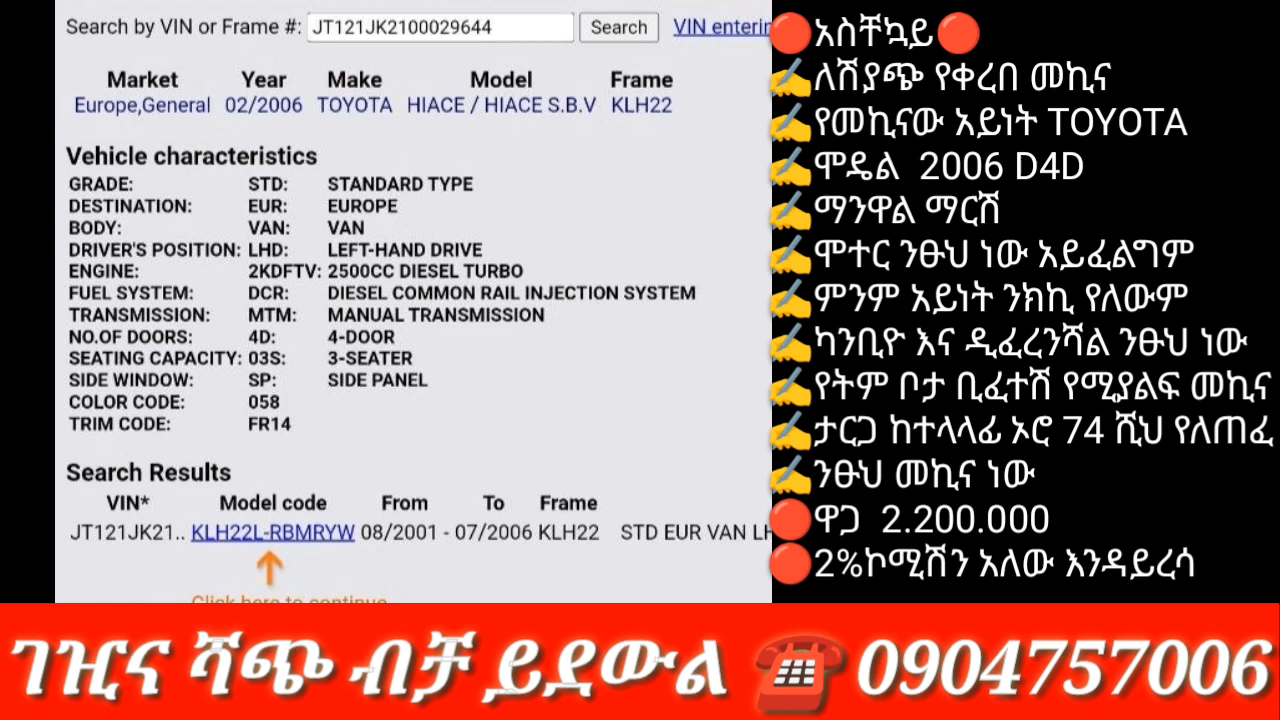 Search by VIN or Frame #: JT121JK2100029644 Search VIN enterin
Market Year Make Model Frame
Europe,General 02/2006 TOYOTA HIACE / HIACE S.B.V KLH22
Vehicle characteristics
GRADE: STD: STANDARD TYPE
DESTINATION: EUR: EUROPE
BODY: VAN: VAN
DRIVER'S POSITION: LHD: LEFT-HAND DRIVE
ENGINE: 2KDFTV: 2500CC DIESEL TURBO
FUEL SYSTEM: DCR: DIESEL COMMON RAIL INJECTION SYSTEM
TRANSMISSION: MTM: MANUAL TRANSMISSION
NO.OF DOORS: 4D: 4-DOOR
SEATING CAPACITY: 03S: 3-SEATER
SIDE WINDOW: SP: SIDE PANEL
COLOR CODE: 058
TRIM CODE: FR14
Search Results
VIN* Model code From To Frame
JT121JK21.. KLH22L-RBMRYW 08/2001 - 07/2006 KLH22 STD EUR VAN LH
Click here to continue
🔴አስቸኳይ🔴
✍️ለሽያጭ የቀረበ መኪና
✍️የመኪናው አይነት TOYOTA
✍️ሞዴል 2006 D4D
✍️ማንዋል ማርሽ
✍️ሞተር ንፁህ ነው አይፈልግም
✍️ምንም አይነት ንክኪ የለውም
✍️ካንቢዮ እና ዲፈረንሻል ንፁህ ነው
✍️የትም ቦታ ቢፈተሽ የሚያልፍ መኪና
✍️ታርጋ ከተላላፊ ኦሮ 74 ሺህ የለጠፈ
✍️ንፁህ መኪና ነው
🔴ዋጋ 2.200.000
🔴2%ኮሚሽን አለው እንዳይረሳ
ገዢና ሻጭ ብቻ ይደውል ☎️ 0904757006